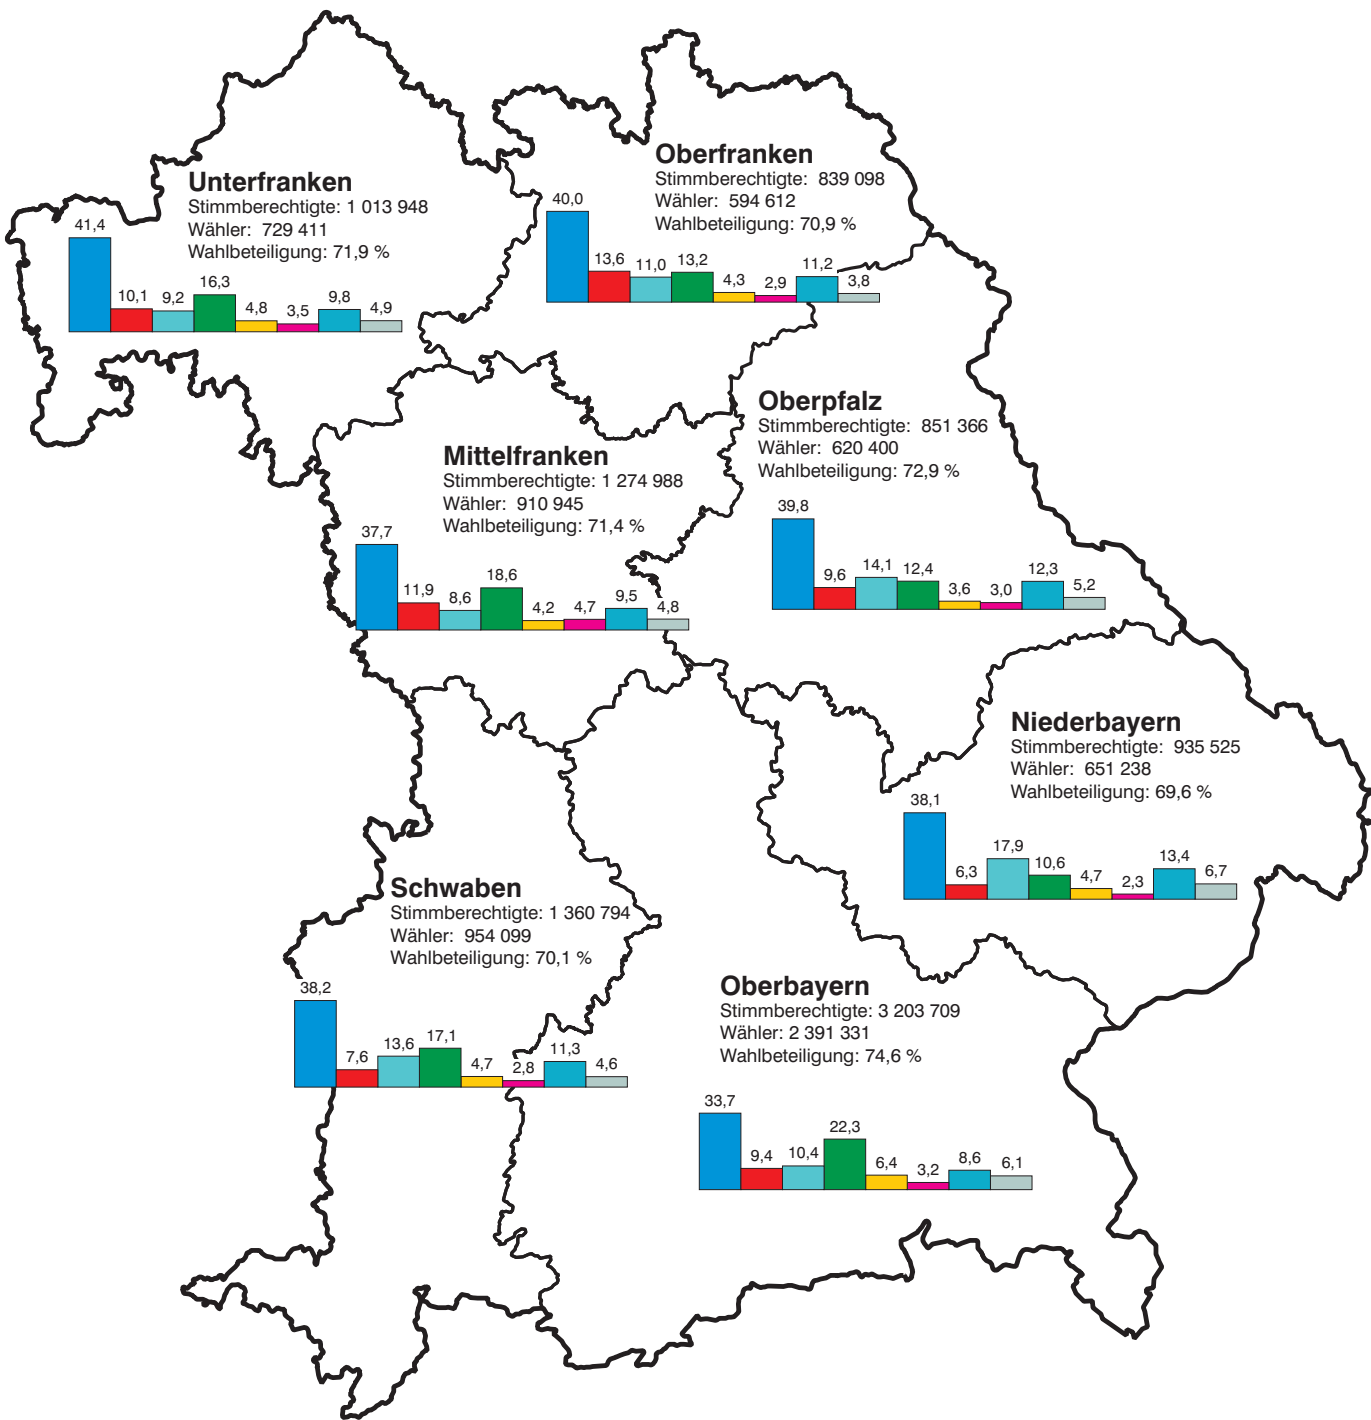 Oberfranken
Stimmberechtigte: 839 098
Wähler: 594 612
Wahlbeteiligung: 70,9 %
40,0
13,6
11,0
13,2
4,3
2,9
11,2
3,8
Unterfranken
Stimmberechtigte: 1 013 948
Wähler: 729 411
Wahlbeteiligung: 71,9 %
41,4
10,1
9,2
16,3
4,8
3,5
9,8
4,9
Oberpfalz
Stimmberechtigte: 851 366
Wähler: 620 400
Wahlbeteiligung: 72,9 %
39,8
9,6
14,1
12,4
3,6
3,0
12,3
5,2
Mittelfranken
Stimmberechtigte: 1 274 988
Wähler: 910 945
Wahlbeteiligung: 71,4 %
37,7
11,9
8,6
18,6
4,2
4,7
9,5
4,8
Niederbayern
Stimmberechtigte: 935 525
Wähler: 651 238
Wahlbeteiligung: 69,6 %
38,1
6,3
17,9
10,6
4,7
2,3
13,4
6,7
Schwaben
Stimmberechtigte: 1 360 794
Wähler: 954 099
Wahlbeteiligung: 70,1 %
38,2
7,6
13,6
17,1
4,7
2,8
11,3
4,6
Oberbayern
Stimmberechtigte: 3 203 709
Wähler: 2 391 331
Wahlbeteiligung: 74,6 %
33,7
9,4
10,4
22,3
6,4
3,2
8,6
6,1